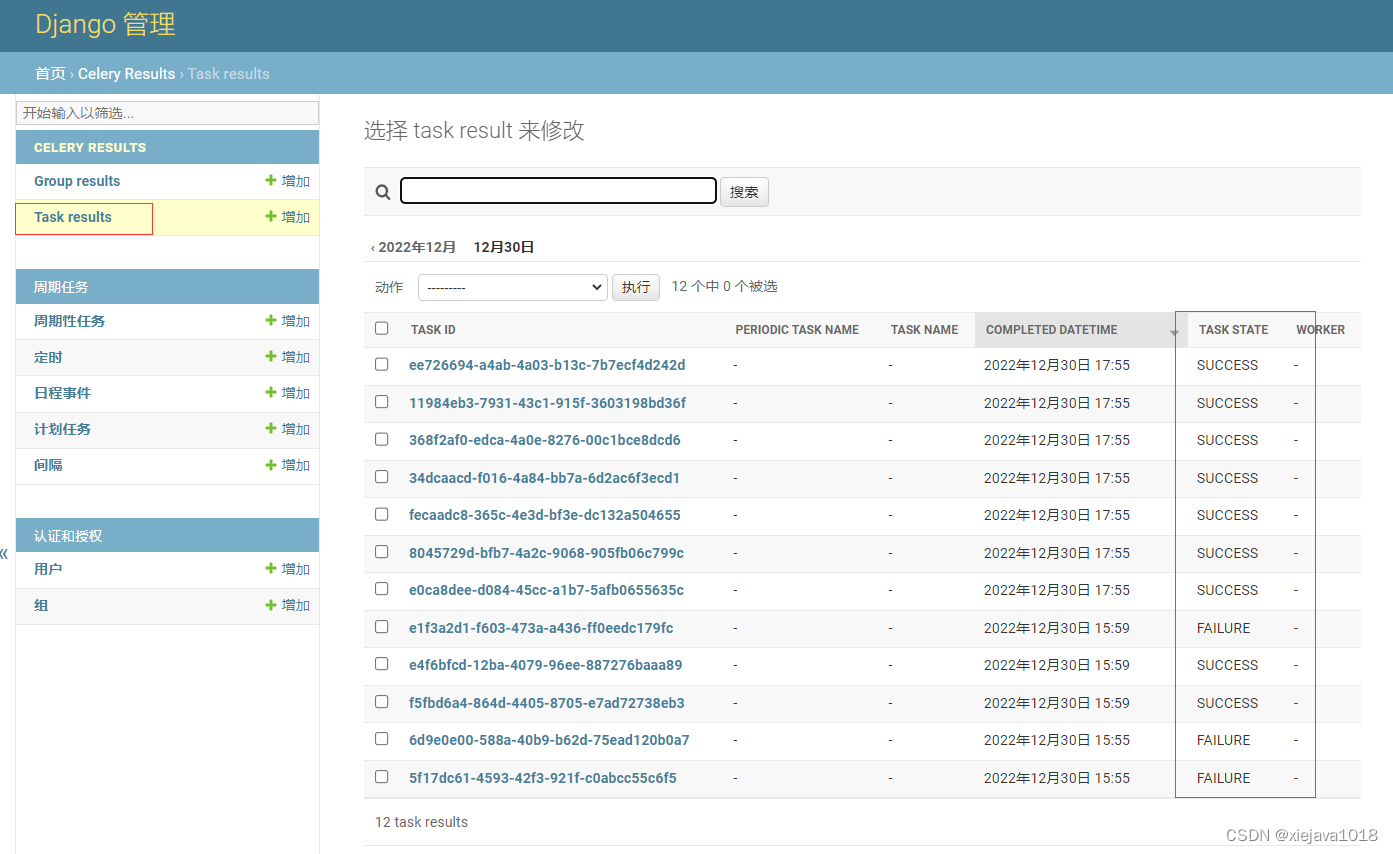 Django 管理
首页 › Celery Results › Task results
开始输入以筛选...
CELERY RESULTS
Group results 增加
Task results 增加
周期任务
周期性任务 增加
定时 增加
日程事件 增加
计划任务 增加
间隔 增加
认证和授权
用户 增加
组 增加
«
选择 task result 来修改
搜索
‹ 2022年12月 12月30日
动作 --------- 执行 12 个中 0 个被选
TASK ID PERIODIC TASK NAME TASK NAME COMPLETED DATETIME TASK STATE WORKER
ee726694-a4ab-4a03-b13c-7b7ecf4d242d - - 2022年12月30日 17:55 SUCCESS -
11984eb3-7931-43c1-915f-3603198bd36f - - 2022年12月30日 17:55 SUCCESS -
368f2af0-edca-4a0e-8276-00c1bce8dcd6 - - 2022年12月30日 17:55 SUCCESS -
34dcaacd-f016-4a84-bb7a-6d2ac6f3ecd1 - - 2022年12月30日 17:55 SUCCESS -
fecaadc8-365c-4e3d-bf3e-dc132a504655 - - 2022年12月30日 17:55 SUCCESS -
8045729d-bfb7-4a2c-9068-905fb06c799c - - 2022年12月30日 17:55 SUCCESS -
e0ca8dee-d084-45cc-a1b7-5afb0655635c - - 2022年12月30日 17:55 SUCCESS -
e1f3a2d1-f603-473a-a436-ff0eedc179fc - - 2022年12月30日 15:59 FAILURE -
e4f6bfcd-12ba-4079-96ee-887276baaa89 - - 2022年12月30日 15:59 SUCCESS -
f5fbd6a4-864d-4405-8705-e7ad72738eb3 - - 2022年12月30日 15:59 SUCCESS -
6d9e0e00-588a-40b9-b62d-75ead120b0a7 - - 2022年12月30日 15:55 FAILURE -
5f17dc61-4593-42f3-921f-c0abcc55c6f5 - - 2022年12月30日 15:55 FAILURE -
12 task results
CSDN @xiejava1018